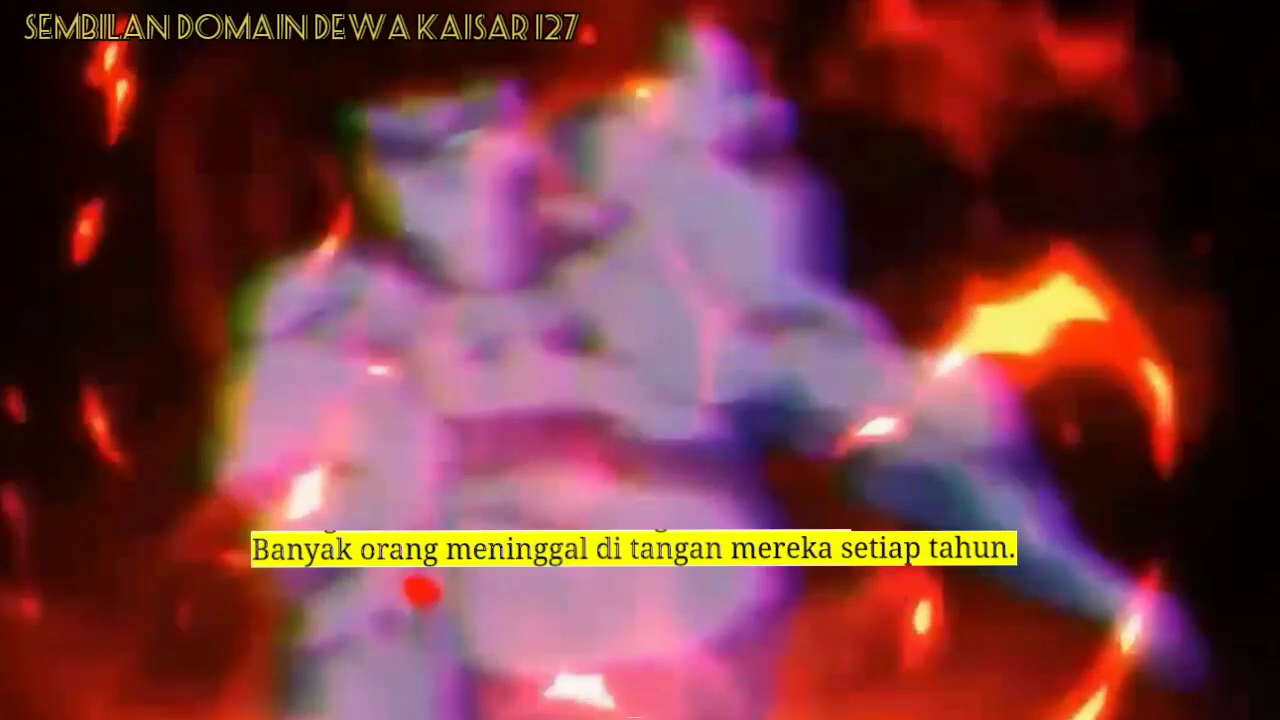 SEMBILAN DOMAIN DEWA KAISAR 127
Banyak orang meninggal di tangan mereka setiap tahun.